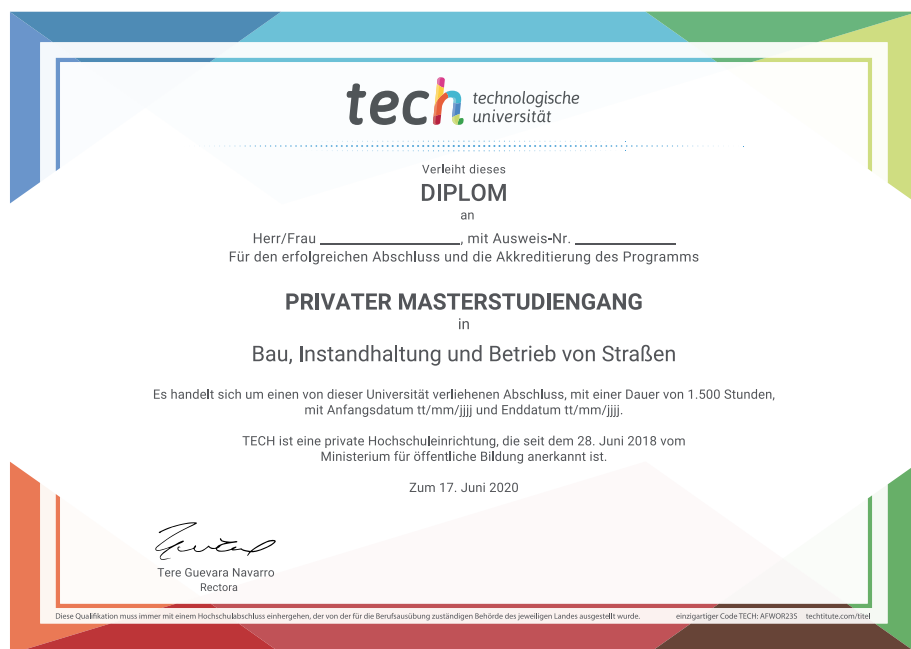 tech technologische
universität
Verleiht dieses
DIPLOM
an
Herr/Frau ____________________, mit Ausweis-Nr. ______________
Für den erfolgreichen Abschluss und die Akkreditierung des Programms
PRIVATER MASTERSTUDIENGANG
in
Bau, Instandhaltung und Betrieb von Straßen
Es handelt sich um einen von dieser Universität verliehenen Abschluss, mit einer Dauer von 1.500 Stunden,
mit Anfangsdatum tt/mm/jjjj und Enddatum tt/mm/jjjj.
TECH ist eine private Hochschuleinrichtung, die seit dem 28. Juni 2018 vom
Ministerium für öffentliche Bildung anerkannt ist.
Zum 17. Juni 2020
Tere Guevara Navarro
Rectora
Diese Qualifikation muss immer mit einem Hochschulabschluss einhergehen, der von der für die Berufsausübung zuständigen Behörde des jeweiligen Landes ausgestellt wurde. einzigartiger Code TECH: AFWOR235 techtitute.com/titel